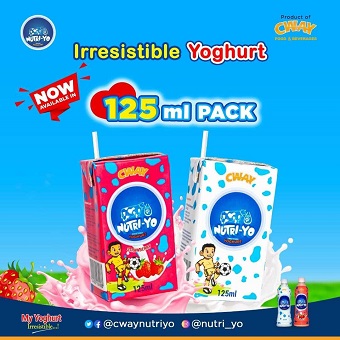 NUTRI-YO
Product of
CWAY
FOOD & BEVERAGES
Irresistible Yoghurt
NOW
AVAILABLE IN
125 ml PACK
CWAY
NUTRI-YO
125ml
CWAY
NUTRI-YO
125ml
My Yoghurt
Irresistible...!
@cwaynutriyo
@nutri_yo